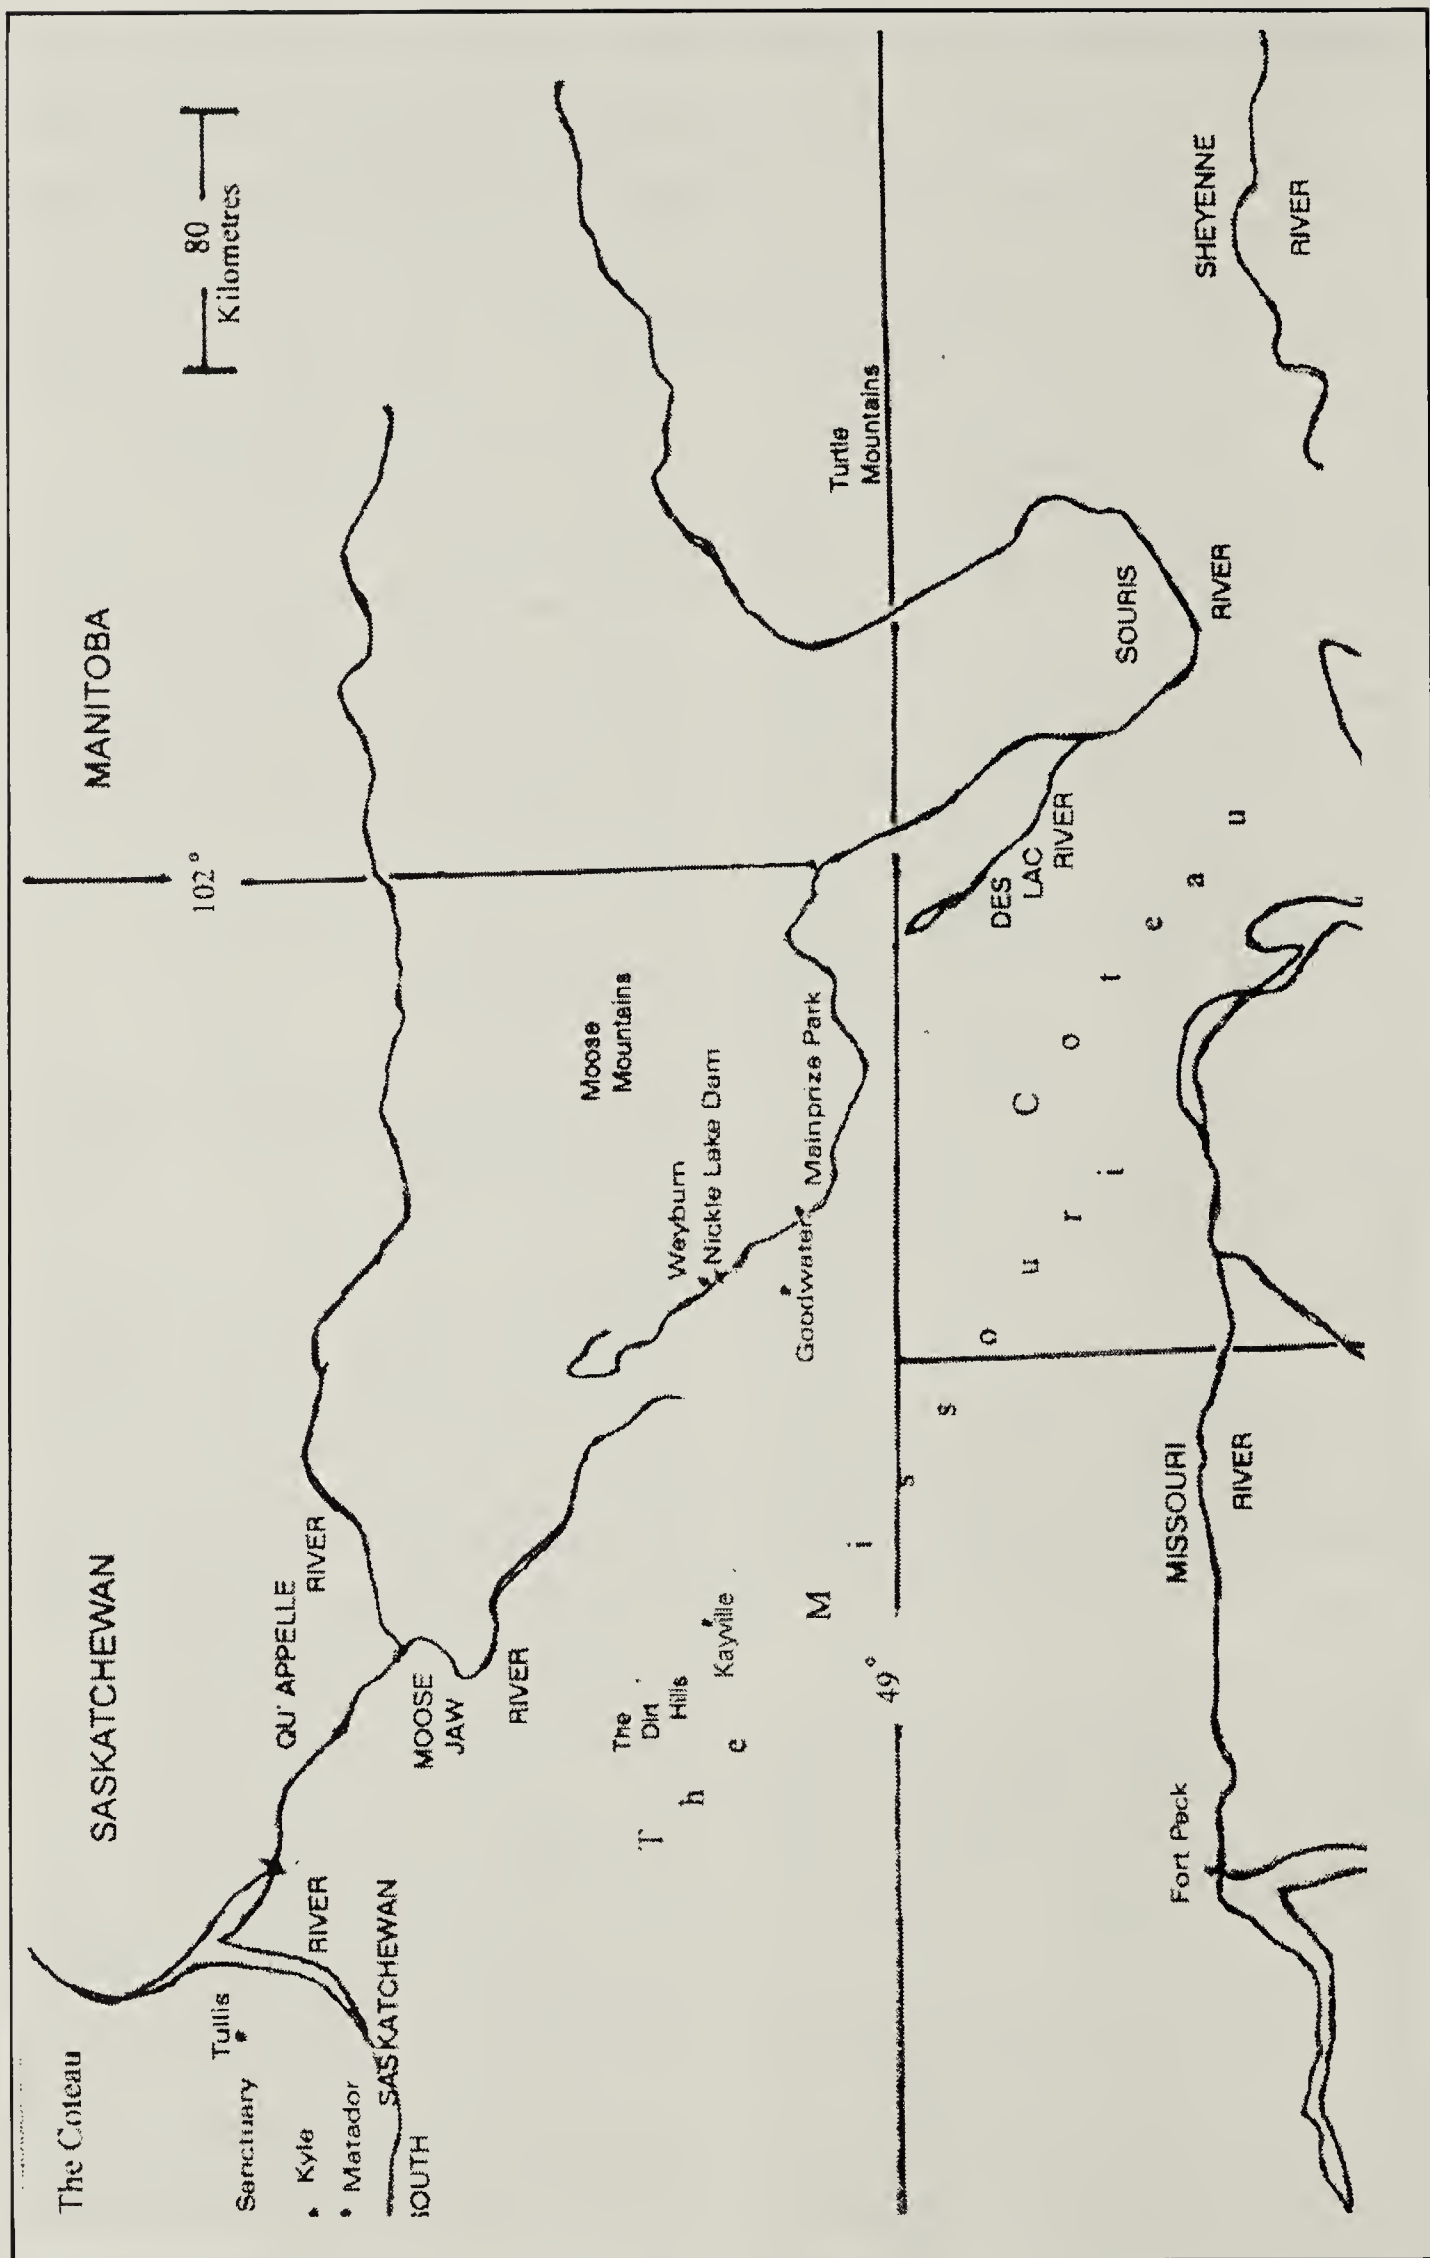 The Coteau
SASKATCHEWAN
MANITOBA
102°
80
Kilometres
Sanctuary
Tullis
Kyle
Matador
RIVER
SASKATCHEWAN
QU' APPELLE
RIVER
MOOSE
JAW
RIVER
Moose
Mountains
The
Dirt
Hills
Kayville
Weyburn
Nickle Lake Dam
Goodwater
Mainprize Park
Turtle
Mountains
49°
The Missouri Coteau
DES
LAC
RIVER
SOURIS
RIVER
Fort Peck
MISSOURI
RIVER
SHEYENNE
RIVER